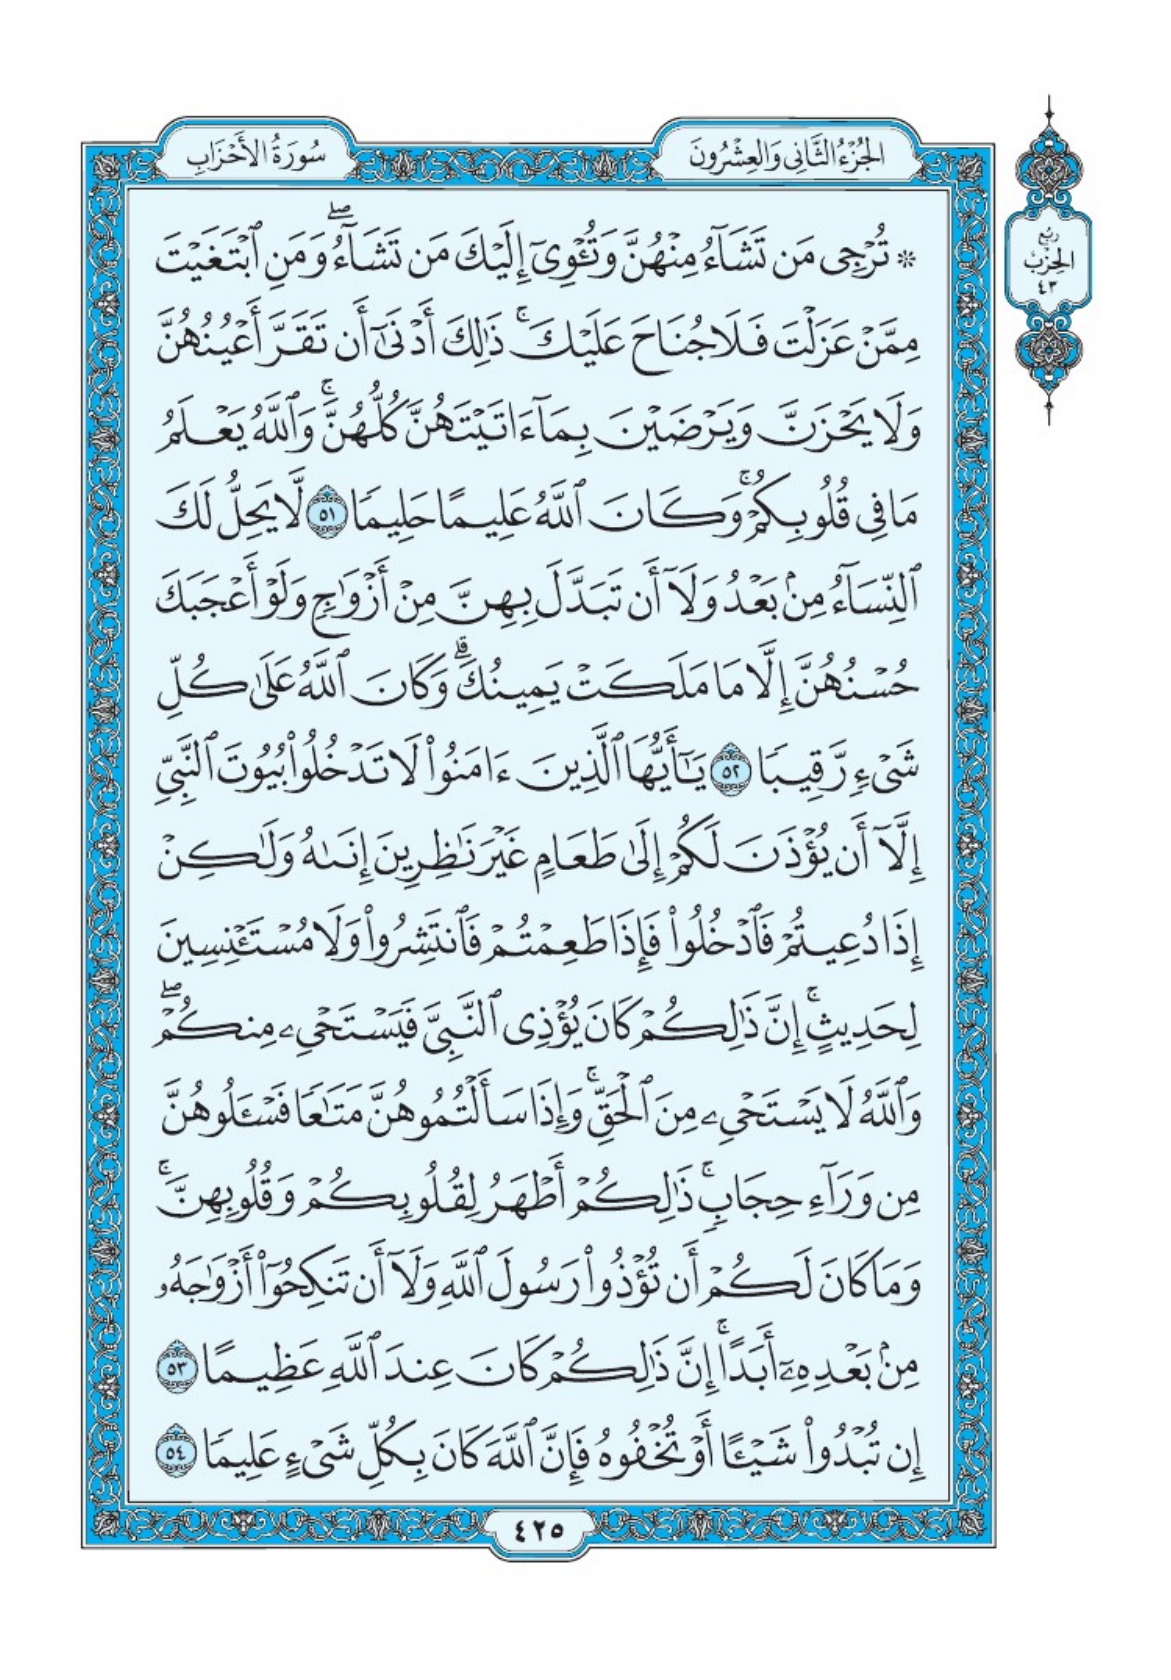 الجُزْءُ الثَّانِي وَالعِشْرُونَ
سُورَةُ الأَحْزَابِ
رُبْع
الحِزْبِ
٤٣
* تُرْجِي مَن تَشَآءُ مِنْهُنَّ وَتُـْٔوِيٓ إِلَيْكَ مَن تَشَآءُۖ وَمَنِ ٱبْتَغَيْتَ
مِمَّنْ عَزَلْتَ فَلَا جُنَاحَ عَلَيْكَۚ ذَٰلِكَ أَدْنَىٰٓ أَن تَقَرَّ أَعْيُنُهُنَّ
وَلَا يَحْزَنَّ وَيَرْضَيْنَ بِمَآ ءَاتَيْتَهُنَّ كُلُّهُنَّۚ وَٱللَّهُ يَعْلَمُ
مَا فِي قُلُوبِكُمْۚ وَكَانَ ٱللَّهُ عَلِيمًا حَلِيمٗا ٥١ لَّا يَحِلُّ لَكَ
ٱلنِّسَآءُ مِنۢ بَعْدُ وَلَآ أَن تَبَدَّلَ بِهِنَّ مِنْ أَزْوَٰجٖ وَلَوْ أَعْجَبَكَ
حُسْنُهُنَّ إِلَّا مَا مَلَكَتْ يَمِينُكَۗ وَكَانَ ٱللَّهُ عَلَىٰ كُلِّ
شَيْءٖ رَّقِيبٗا ٥٢ يَٰٓأَيُّهَا ٱلَّذِينَ ءَامَنُوا۟ لَا تَدْخُلُوا۟ بُيُوتَ ٱلنَّبِيِّ
إِلَّآ أَن يُؤْذَنَ لَكُمْ إِلَىٰ طَعَامٍ غَيْرَ نَٰظِرِينَ إِنَىٰهُ وَلَٰكِنْ
إِذَا دُعِيتُمْ فَٱدْخُلُوا۟ فَإِذَا طَعِمْتُمْ فَٱنتَشِرُوا۟ وَلَا مُسْتَـْٔنِسِينَ
لِحَدِيثٍۚ إِنَّ ذَٰلِكُمْ كَانَ يُؤْذِي ٱلنَّبِيَّ فَيَسْتَحْيِۦ مِنكُمْۖ
وَٱللَّهُ لَا يَسْتَحْيِۦ مِنَ ٱلْحَقِّۚ وَإِذَا سَأَلْتُمُوهُنَّ مَتَٰعٗا فَسْـَٔلُوهُنَّ
مِن وَرَآءِ حِجَابٖۚ ذَٰلِكُمْ أَطْهَرُ لِقُلُوبِكُمْ وَقُلُوبِهِنَّۚ
وَمَا كَانَ لَكُمْ أَن تُؤْذُوا۟ رَسُولَ ٱللَّهِ وَلَآ أَن تَنكِحُوٓا۟ أَزْوَٰجَهُۥ
مِنۢ بَعْدِهِۦٓ أَبَدًاۚ إِنَّ ذَٰلِكُمْ كَانَ عِندَ ٱللَّهِ عَظِيمًا ٥٣
إِن تُبْدُوا۟ شَيْـًٔا أَوْ تُخْفُوهُ فَإِنَّ ٱللَّهَ كَانَ بِكُلِّ شَيْءٍ عَلِيمٗا ٥٤
٤٢٥